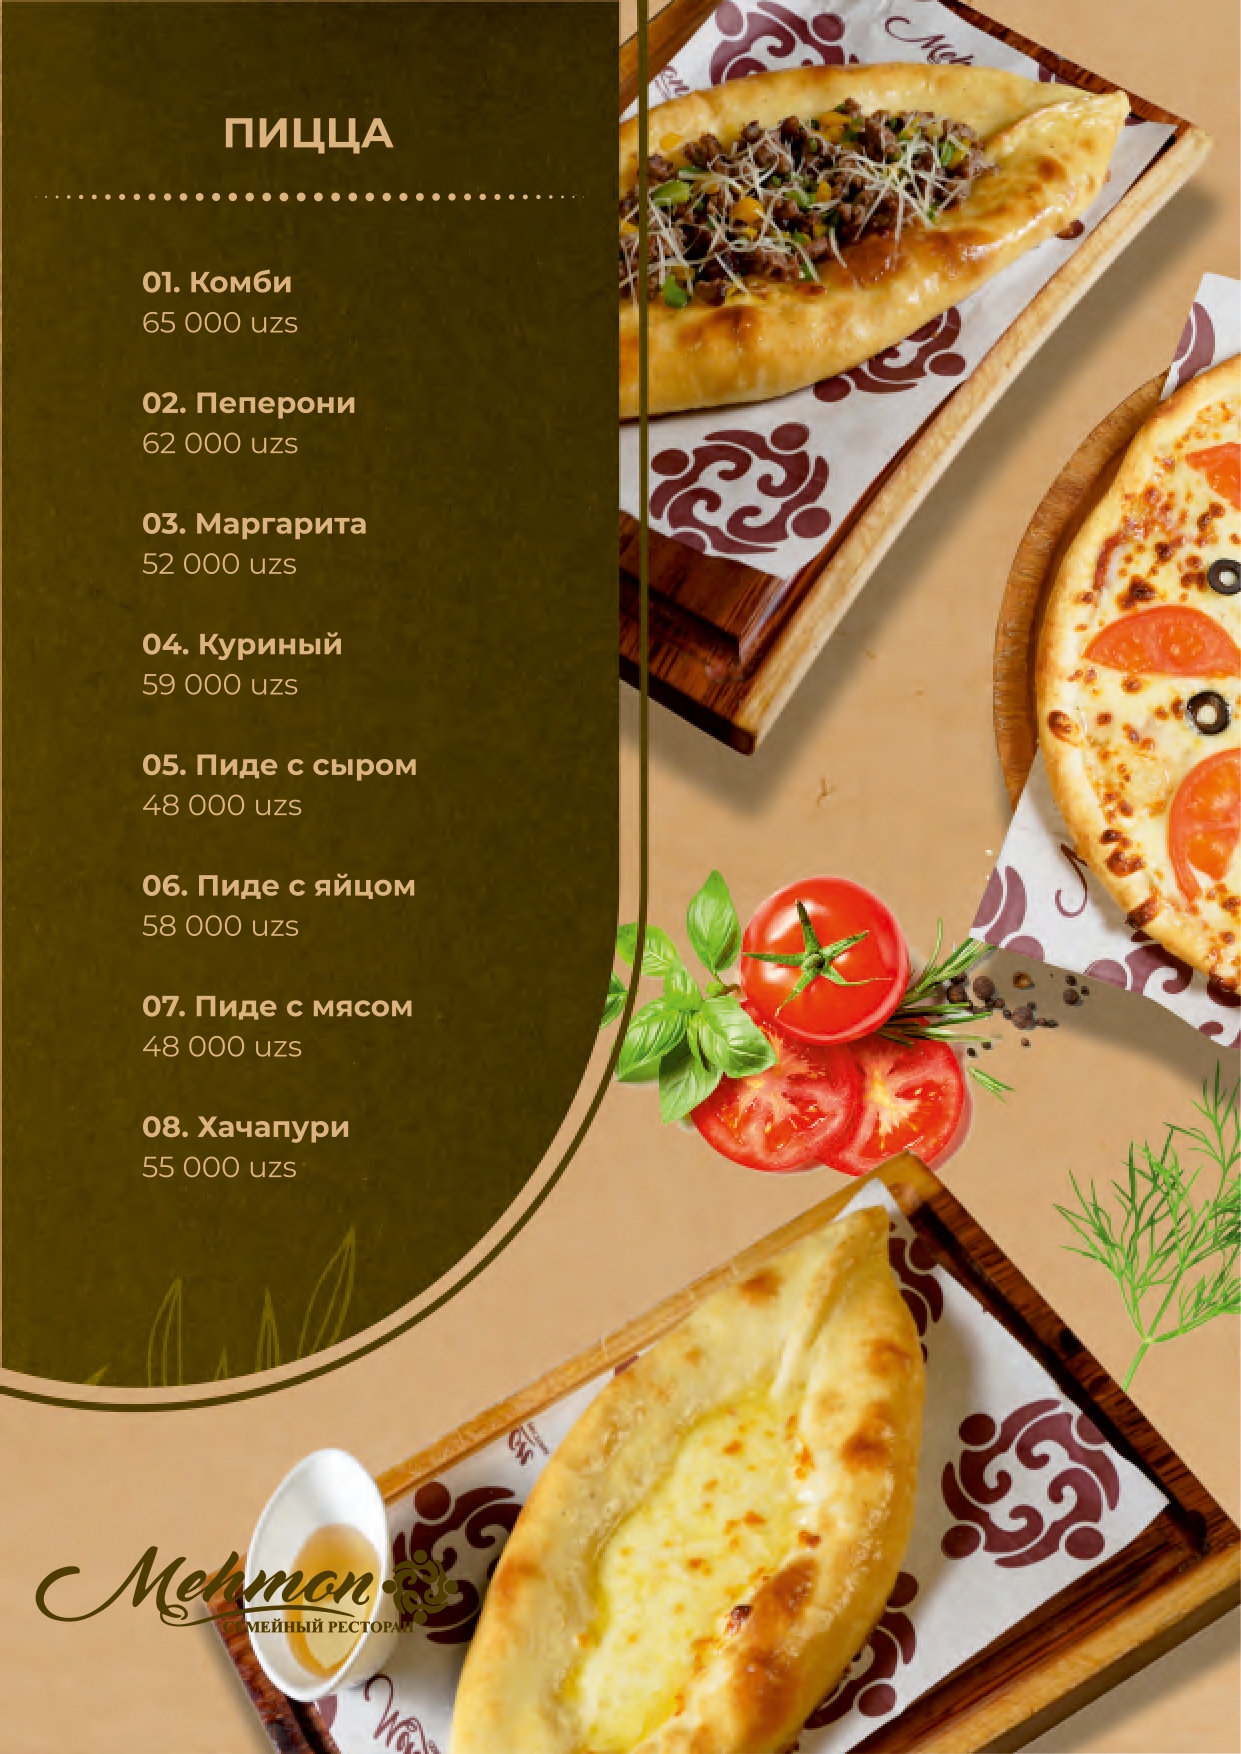 ПИЦЦА
01. Комби
65 000 uzs
02. Пеперони
62 000 uzs
03. Маргарита
52 000 uzs
04. Куриный
59 000 uzs
05. Пиде с сыром
48 000 uzs
06. Пиде с яйцом
58 000 uzs
07. Пиде с мясом
48 000 uzs
08. Хачапури
55 000 uzs
Mehmon
СЕМЕЙНЫЙ РЕСТОРАН